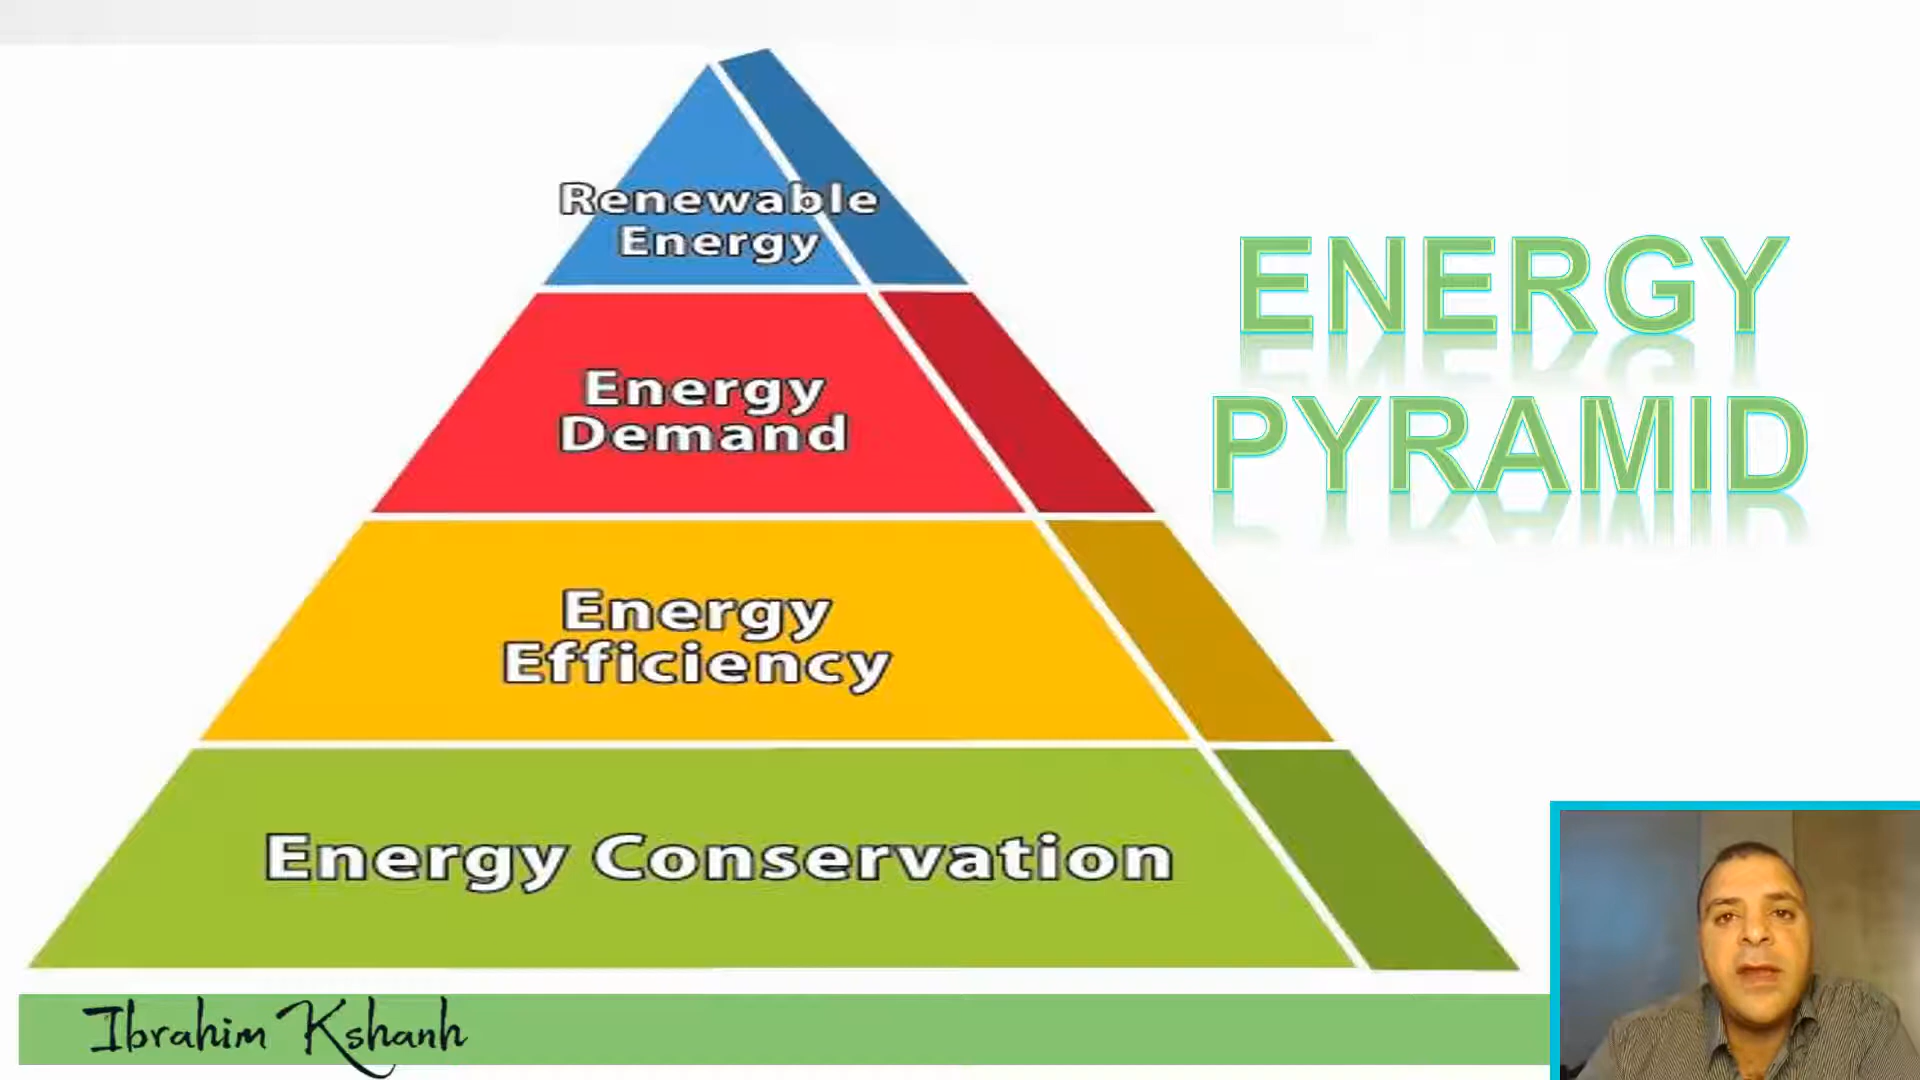 Renewable
Energy
Energy
Demand
Energy
Efficiency
Energy Conservation
ENERGY
PYRAMID
Ibrahim Kshanh